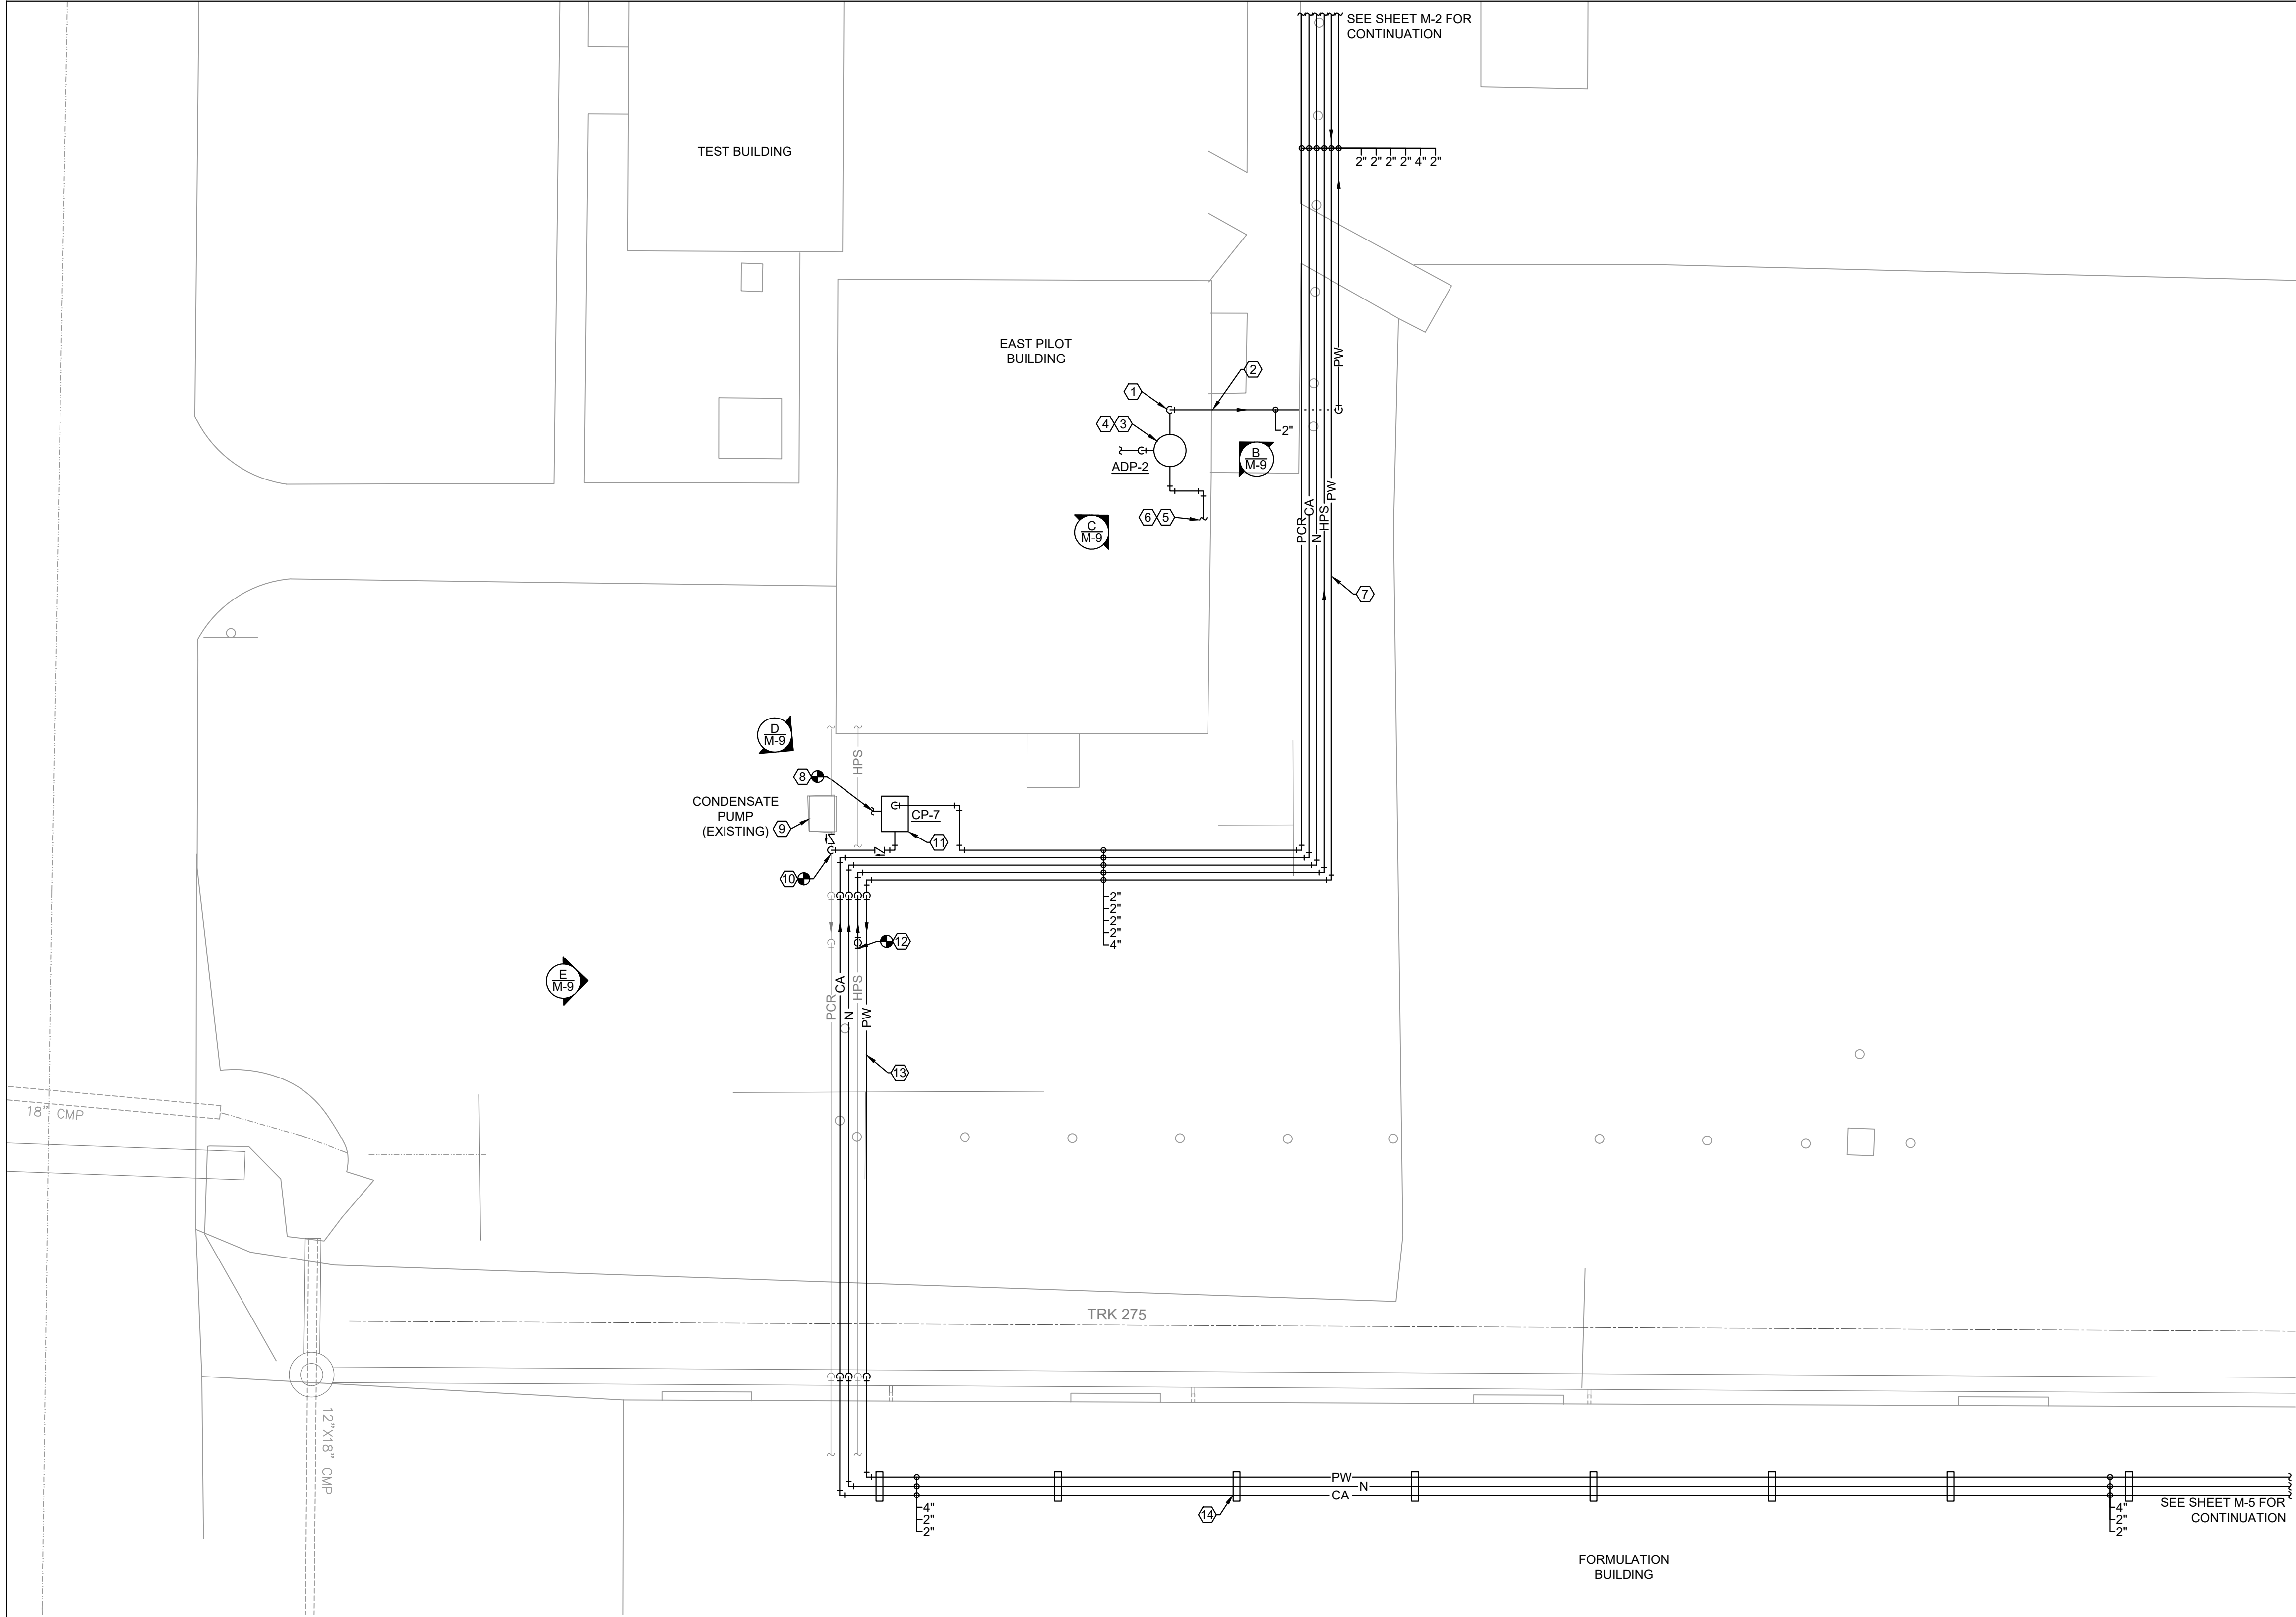 SEE SHEET M-2 FOR
CONTINUATION
TEST BUILDING
2" 2" 2" 2" 4" 2"
EAST PILOT
BUILDING
PW
1
2
4 3
2"
ADP-2
B
M-9
6 5
C
M-9
PCR
CA
N
HPS
PW
7
D
M-9
HPS
8
CONDENSATE
PUMP
(EXISTING)
9
CP-7
11
10
2"
2"
2"
2"
4"
12
E
M-9
PCR
CA
N
HPS
PW
13
18" CMP
TRK 275
12"X18" CMP
PW
N
CA
14
4"
2"
2"
4"
2"
2"
SEE SHEET M-5 FOR
CONTINUATION
FORMULATION
BUILDING